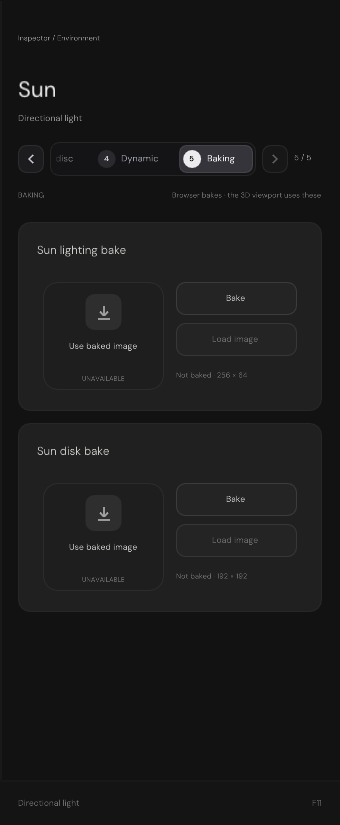 Inspector / Environment
Sun
Directional light
disc 4 Dynamic 5 Baking 5 / 5
BAKING Browser bakes · the 3D viewport uses these
Sun lighting bake
Use baked image
UNAVAILABLE
Bake
Load image
Not baked · 256 × 64
Sun disk bake
Use baked image
UNAVAILABLE
Bake
Load image
Not baked · 192 × 192
Directional light F11